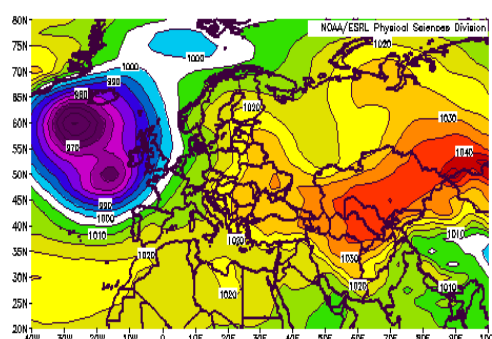 80N
NOAA/ESRL Physical Sciences Division
1020
75N
1000
1000
70N
990
980
65N
1020
1030
60N
970
55N
1040
50N
990
45N
1000
40N
1010
1010
35N
1020
1020
1030
30N
1020
1020
1010
25N
20N
30W
20W
10W
0
10E
20E
30E
40E
50E
60E
70E
80E
90E